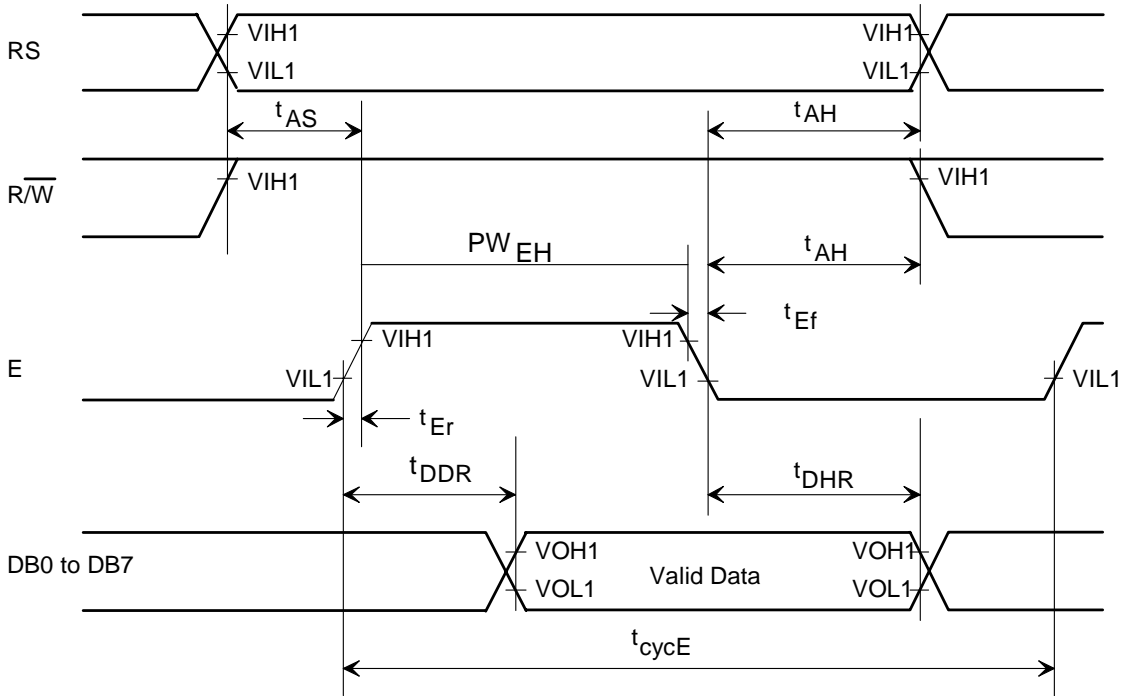 RS
VIH1
VIL1
VIH1
VIL1
tAS
tAH
R/W
VIH1
VIH1
PWEH
tAH
tEf
E
VIH1
VIH1
VIL1
VIL1
VIL1
tEr
tDDR
tDHR
DB0 to DB7
VOH1
VOL1
Valid Data
VOH1
VOL1
tcycE